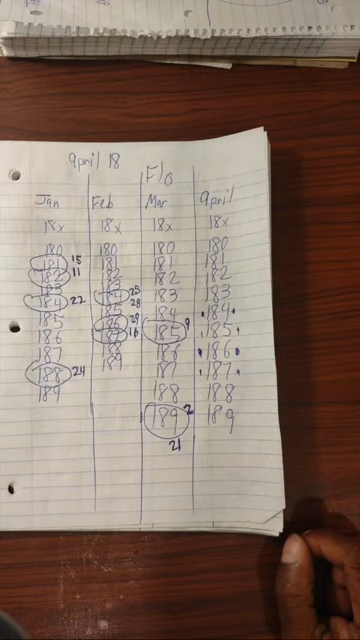 april 18
Flo
Jan Feb Mar april
18x 18x 18x 18x
180 180 180 180
181 15 181 181 181
182 11 182 182 182
183 183 183 183
184 22 184 25 184 •184•
185 185 28 185 9 •185•
186 186 29 186 •186•
187 187 16 187 •187•
188 24 188 188 188
189 189 189 2 189
21